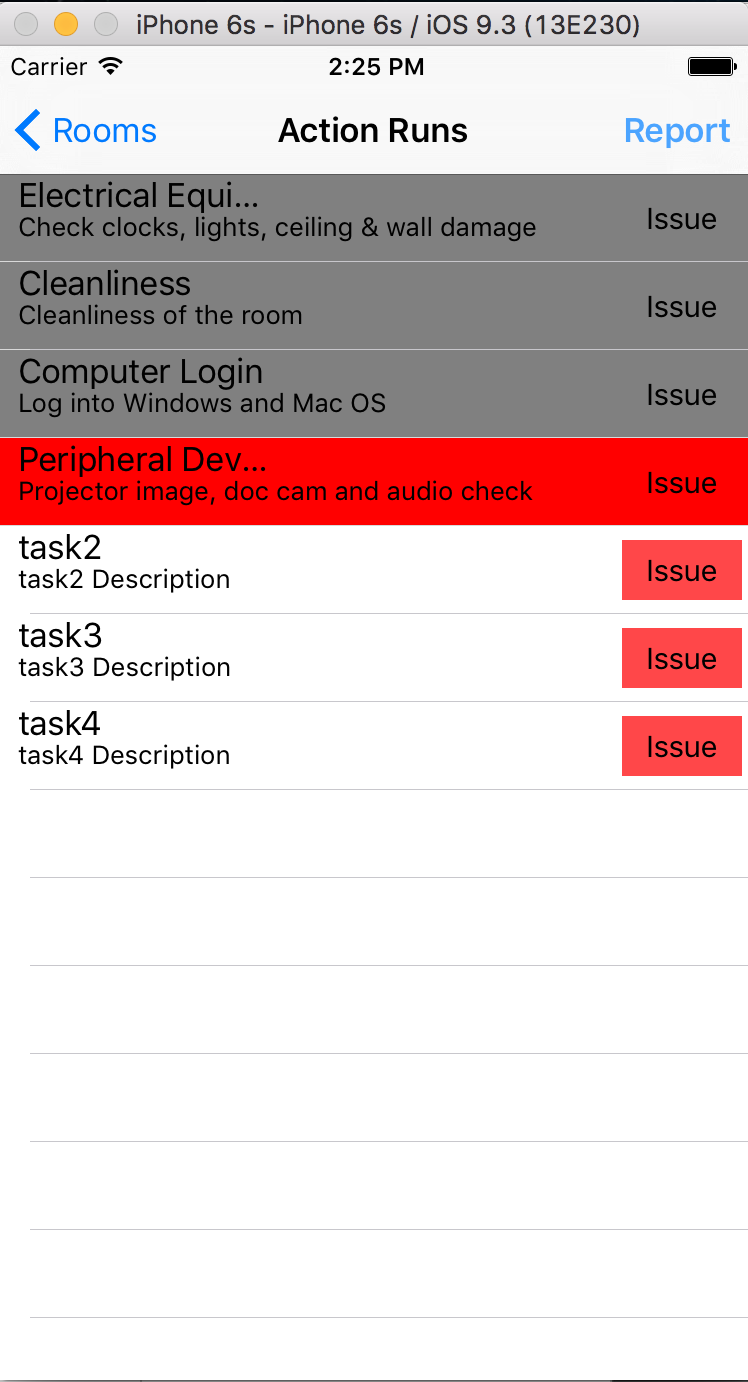 iPhone 6s - iPhone 6s / iOS 9.3 (13E230)
Carrier 2:25 PM
Rooms Action Runs Report
Electrical Equi...
Check clocks, lights, ceiling & wall damage
Issue
Cleanliness
Cleanliness of the room
Issue
Computer Login
Log into Windows and Mac OS
Issue
Peripheral Dev...
Projector image, doc cam and audio check
Issue
task2
task2 Description
Issue
task3
task3 Description
Issue
task4
task4 Description
Issue